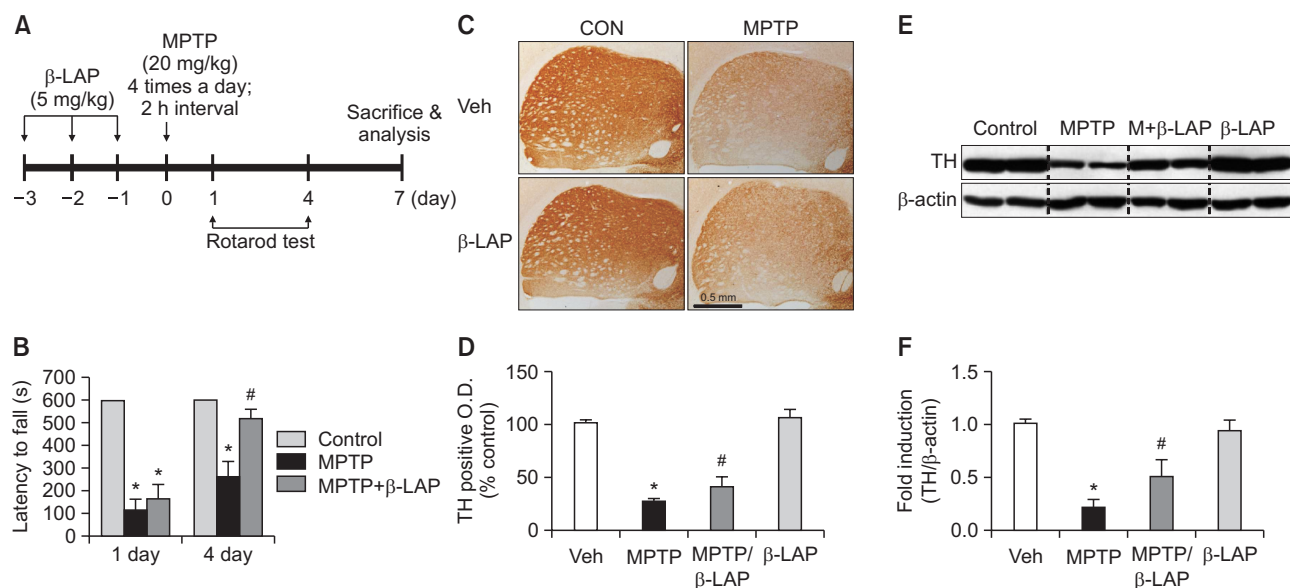 A
β-LAP
(5 mg/kg)
MPTP
(20 mg/kg)
4 times a day;
2 h interval
Sacrifice &
analysis
−3 −2 −1 0 1 4 7 (day)
Rotarod test
B
Latency to fall (s)
700
600
500
400
300
200
100
0
* * * #
1 day 4 day
Control
MPTP
MPTP+β-LAP
C
CON MPTP
Veh
β-LAP
0.5 mm
D
TH positive O.D.
(% control)
150
100
50
0
* #
Veh MPTP MPTP/ β-LAP
β-LAP
E
Control MPTP M+β-LAP β-LAP
TH
β-actin
F
Fold induction
(TH/β-actin)
1.5
1.0
0.5
0.0
* #
Veh MPTP MPTP/ β-LAP
β-LAP